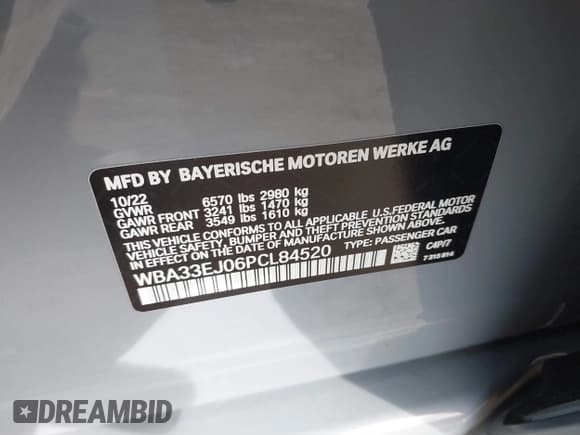 MFD BY BAYERISCHE MOTOREN WERKE AG
10/22
GVWR 6570 lbs 2980 kg
GAWR FRONT 3241 lbs 1470 kg
GAWR REAR 3549 lbs 1610 kg
THIS VEHICLE CONFORMS TO ALL APPLICABLE U.S.FEDERAL MOTOR
VEHICLE SAFETY, BUMPER, AND THEFT PREVENTION STANDARDS
IN EFFECT ON THE DATE OF MANUFACTURE SHOWN ABOVE.
WBA33EJ06PCL84520 TYPE: PASSENGER CAR
C4P/7
7 315 814
DREAMBID